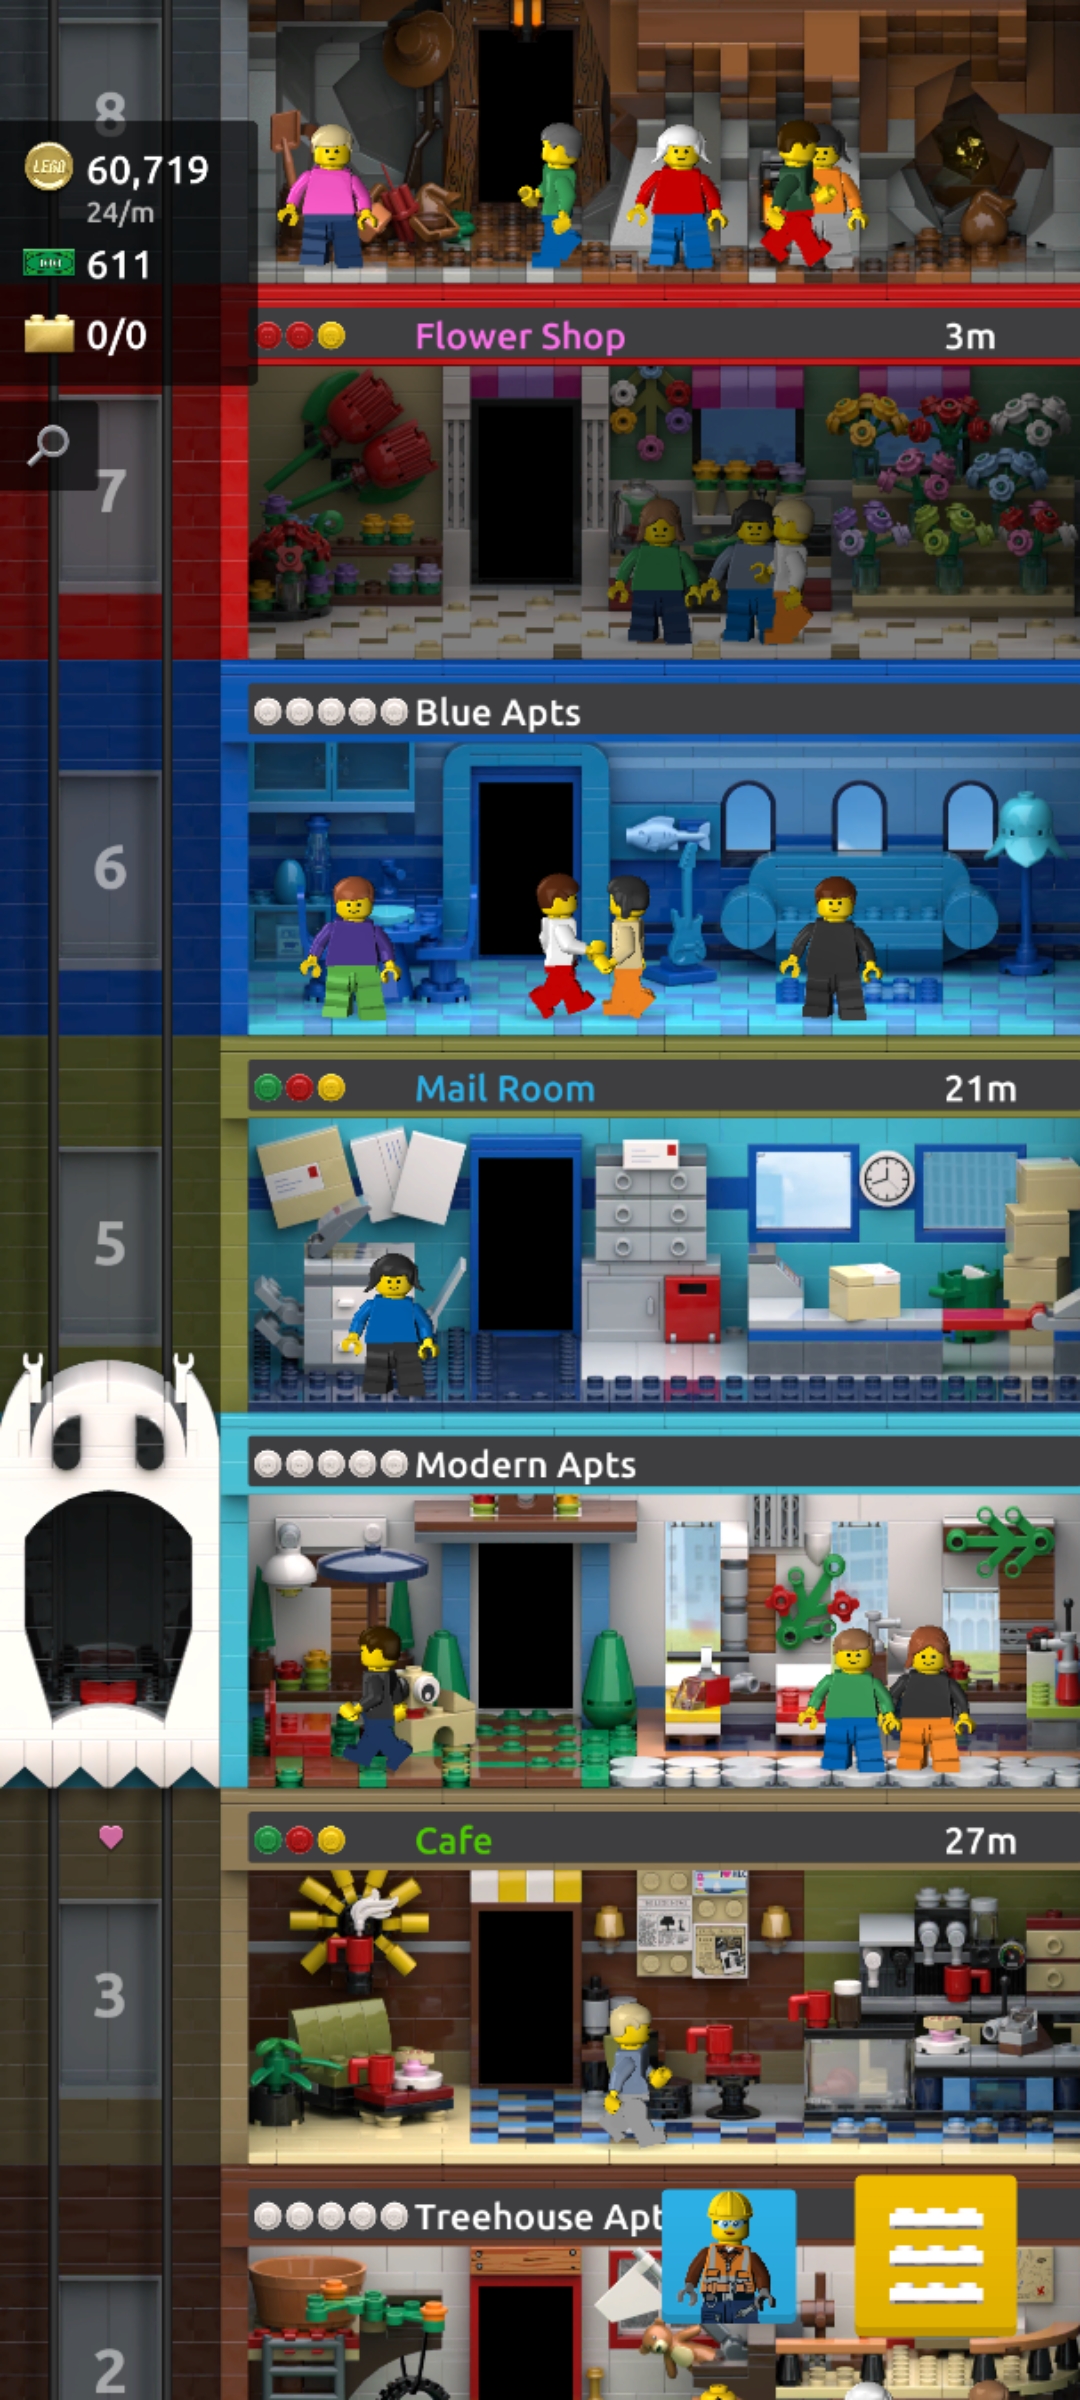 8
LEGO
60,719
24/m
611
0/0
Flower Shop 3m
7
Blue Apts
6
Mail Room 21m
5
Modern Apts
Cafe 27m
3
Treehouse Apt
2